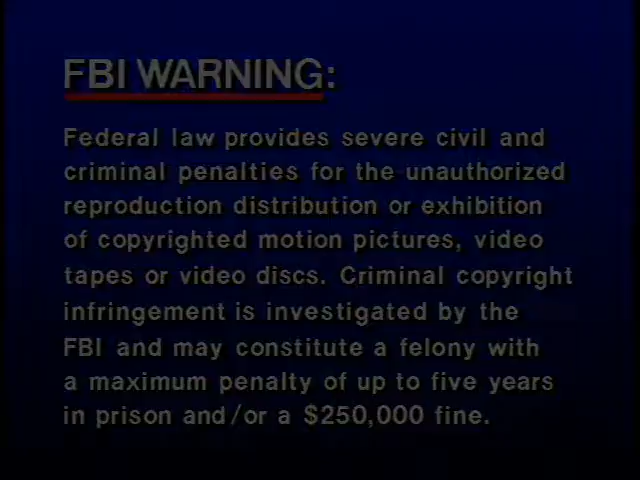 FBI WARNING:
Federal law provides severe civil and
criminal penalties for the unauthorized
reproduction distribution or exhibition
of copyrighted motion pictures, video
tapes or video discs. Criminal copyright
infringement is investigated by the
FBI and may constitute a felony with
a maximum penalty of up to five years
in prison and/or a $250,000 fine.